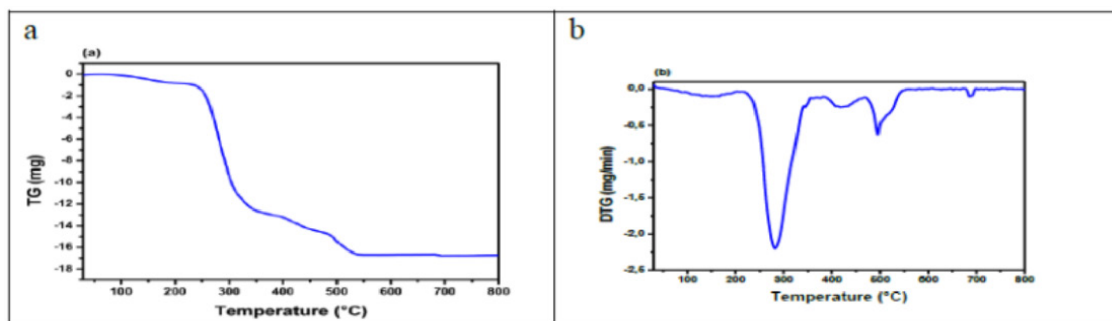 a
(a)
0
-2
-4
-6
-8
-10
-12
-14
-16
-18
TG (mg)
100 200 300 400 500 600 700 800
Temperature (°C)
b
(b)
0,0
-0,5
-1,0
-1,5
-2,0
-2,5
DTG (mg/min)
100 200 300 400 500 600 700 800
Temperature (°C)